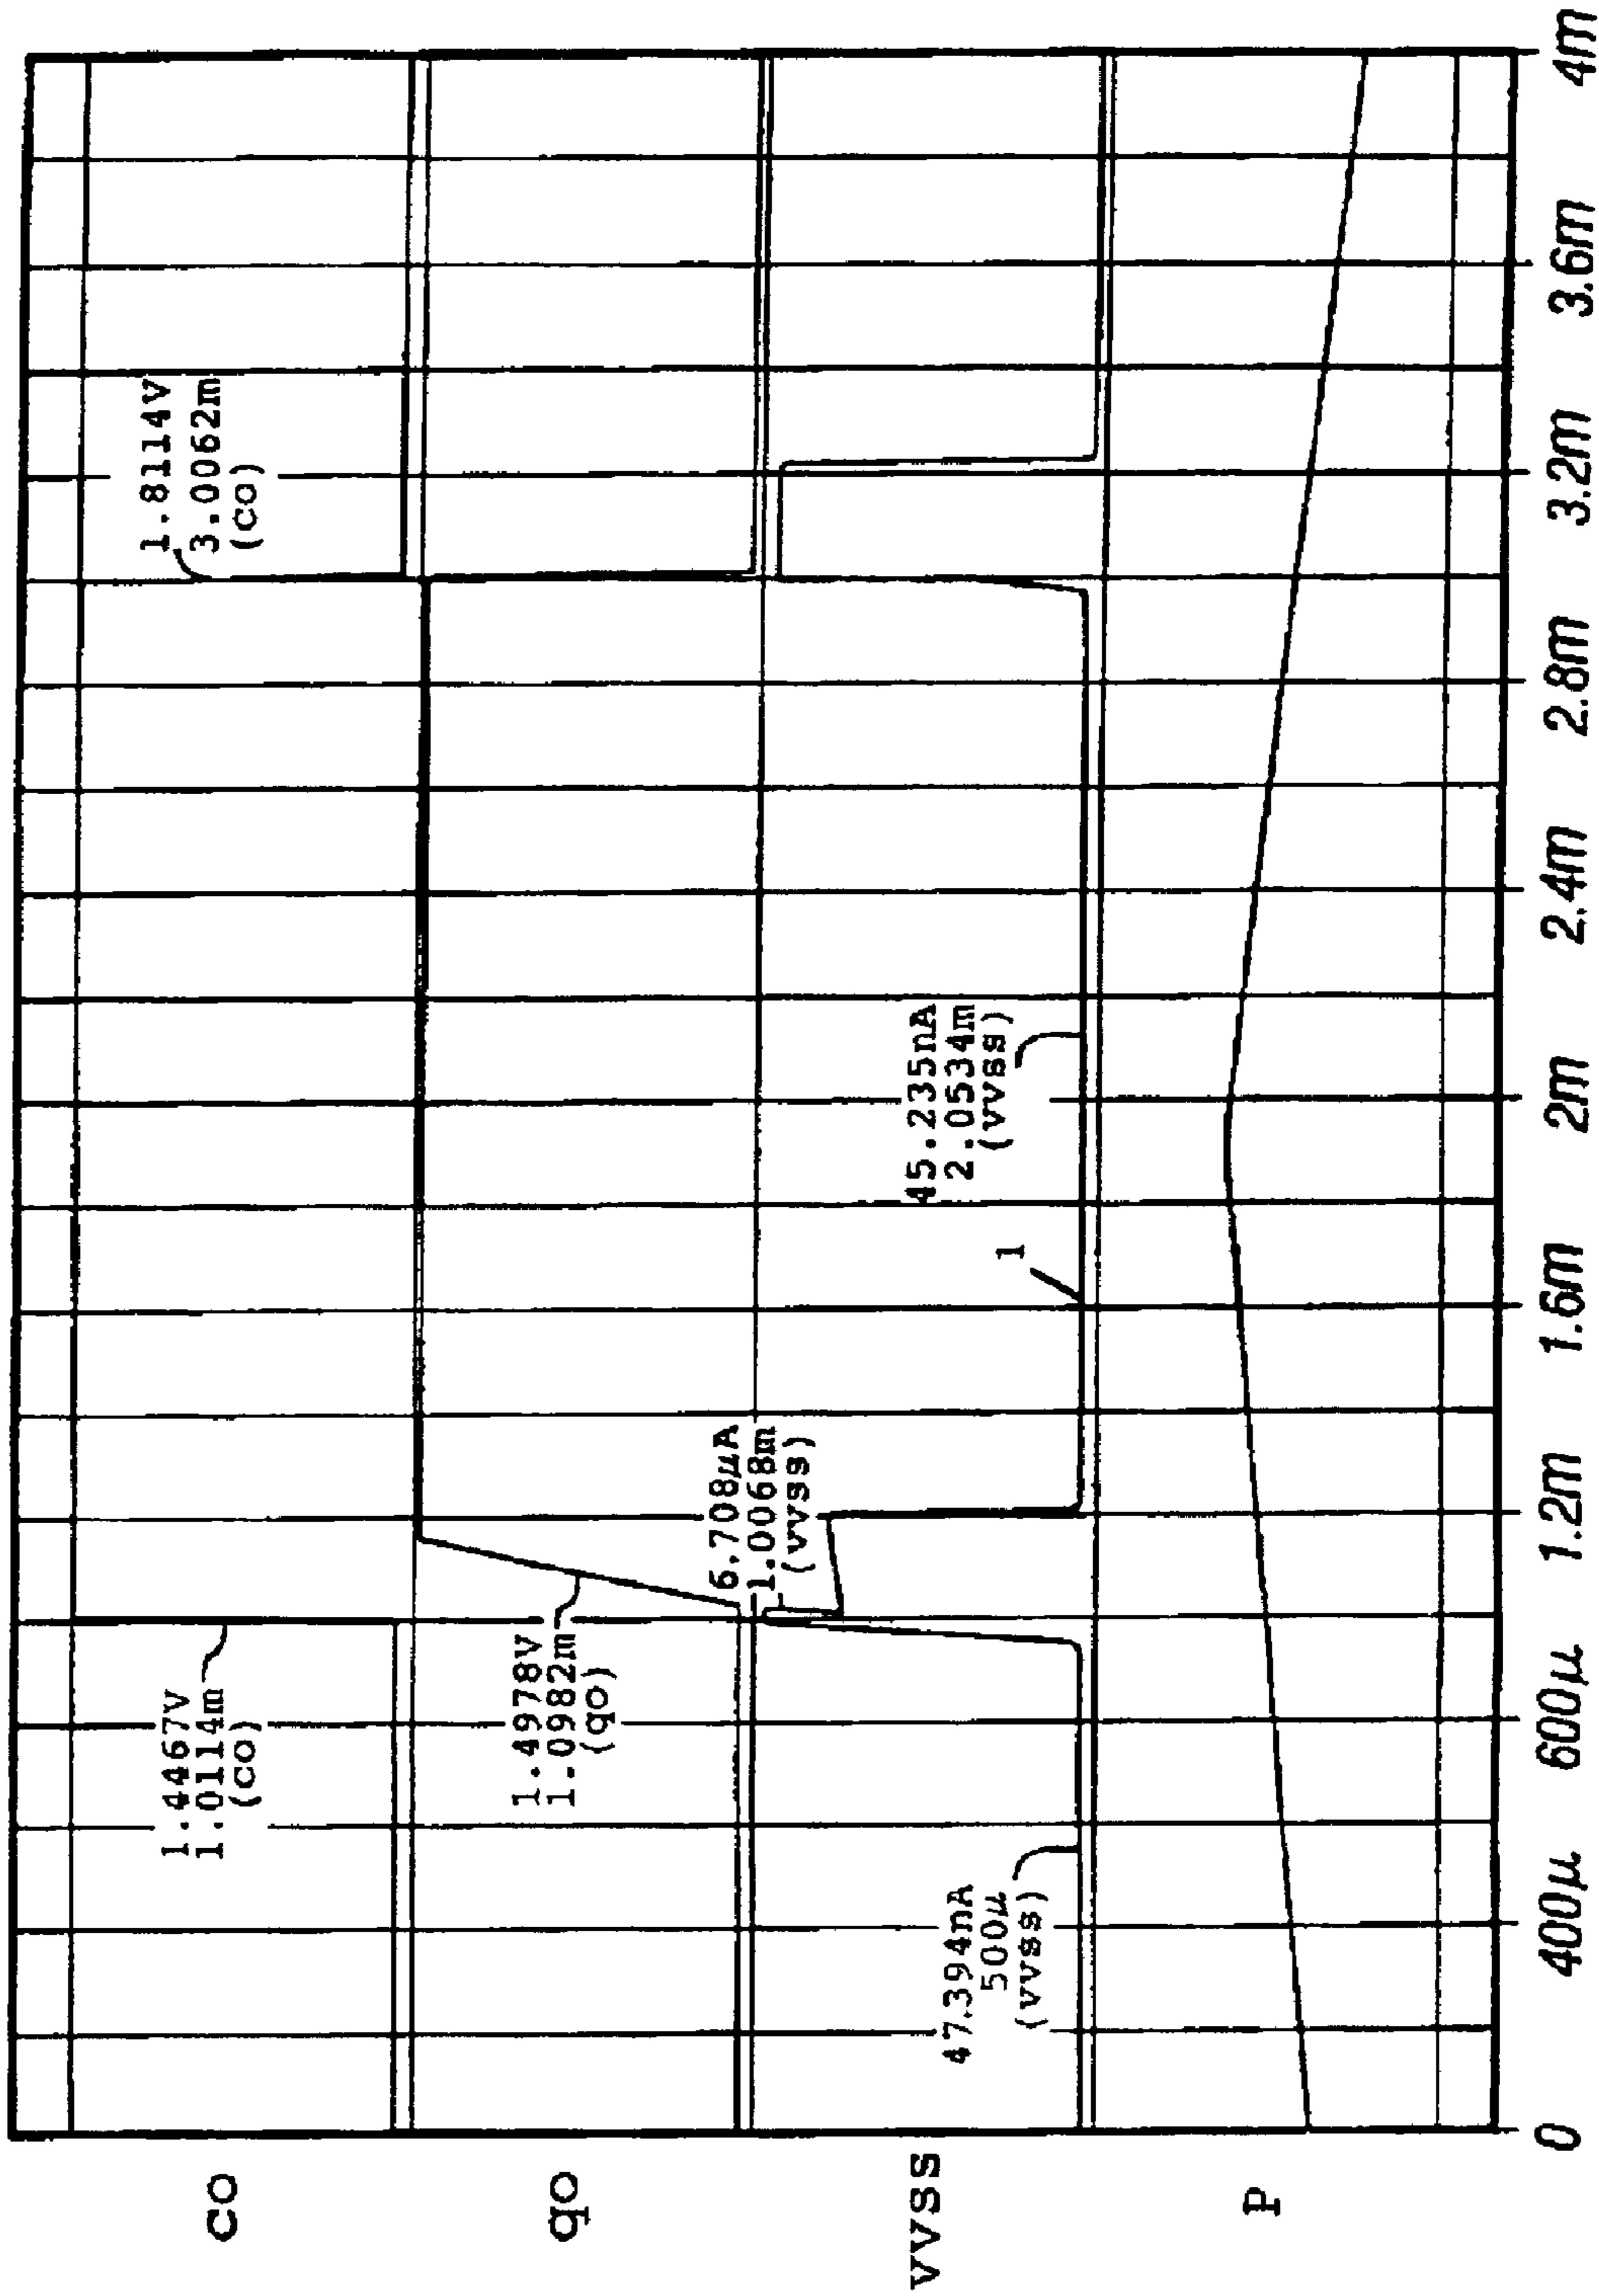 co
1.4467V
1.0114m
(co)
1.8114V
3.0062m
(co)
qo
1.4978V
1.0982m
(qo)
vvss
47.394nA
500µ
(vvss)
6.708µA
1.0068m
(vvss)
1
45.235nA
2.0534m
(vvss)
P
0
400µ
600µ
1.2m
1.6m
2m
2.4m
2.8m
3.2m
3.6m
4m